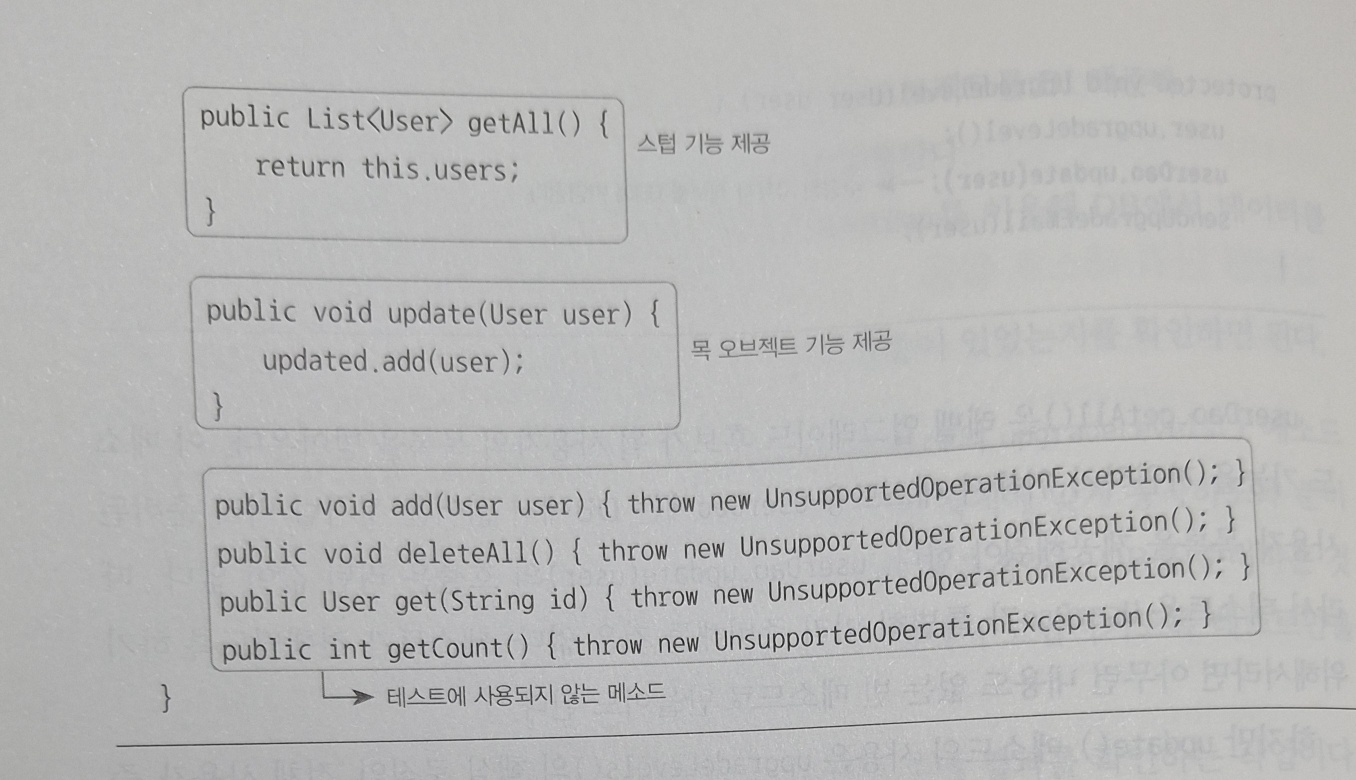 public List<User> getAll() {
스텁 기능 제공
return this.users;
}
public void update(User user) {
updated.add(user);
목 오브젝트 기능 제공
}
public void add(User user) { throw new UnsupportedOperationException(); }
public void deleteAll() { throw new UnsupportedOperationException(); }
public User get(String id) { throw new UnsupportedOperationException(); }
public int getCount() { throw new UnsupportedOperationException(); }
테스트에 사용되지 않는 메소드
}